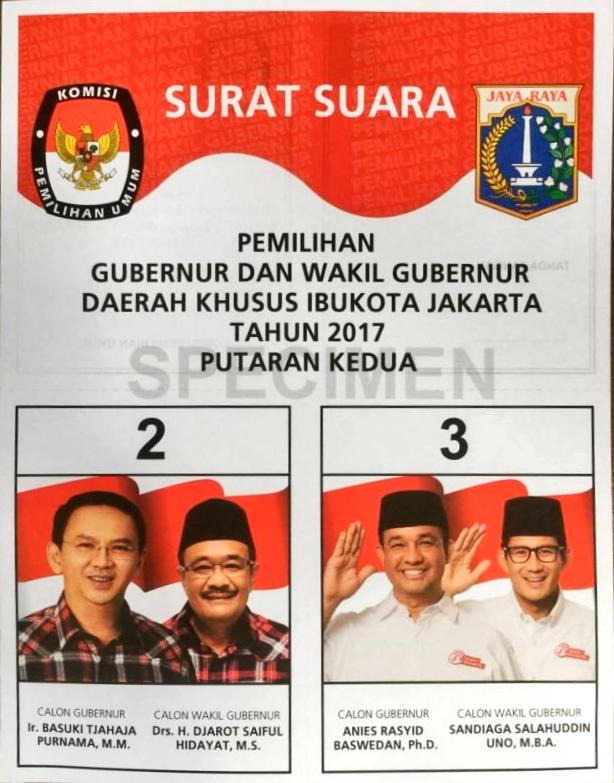 SURAT SUARA
KOMISI
PEMILIHAN UMUM
JAYA RAYA
PEMILIHAN
GUBERNUR DAN WAKIL GUBERNUR
DAERAH KHUSUS IBUKOTA JAKARTA
TAHUN 2017
PUTARAN KEDUA
SPECIMEN
2
CALON GUBERNUR
Ir. BASUKI TJAHAJA
PURNAMA, M.M.
CALON WAKIL GUBERNUR
Drs. H. DJAROT SAIFUL
HIDAYAT, M.S.
3
CALON GUBERNUR
ANIES RASYID
BASWEDAN, Ph.D.
CALON WAKIL GUBERNUR
SANDIAGA SALAHUDDIN
UNO, M.B.A.